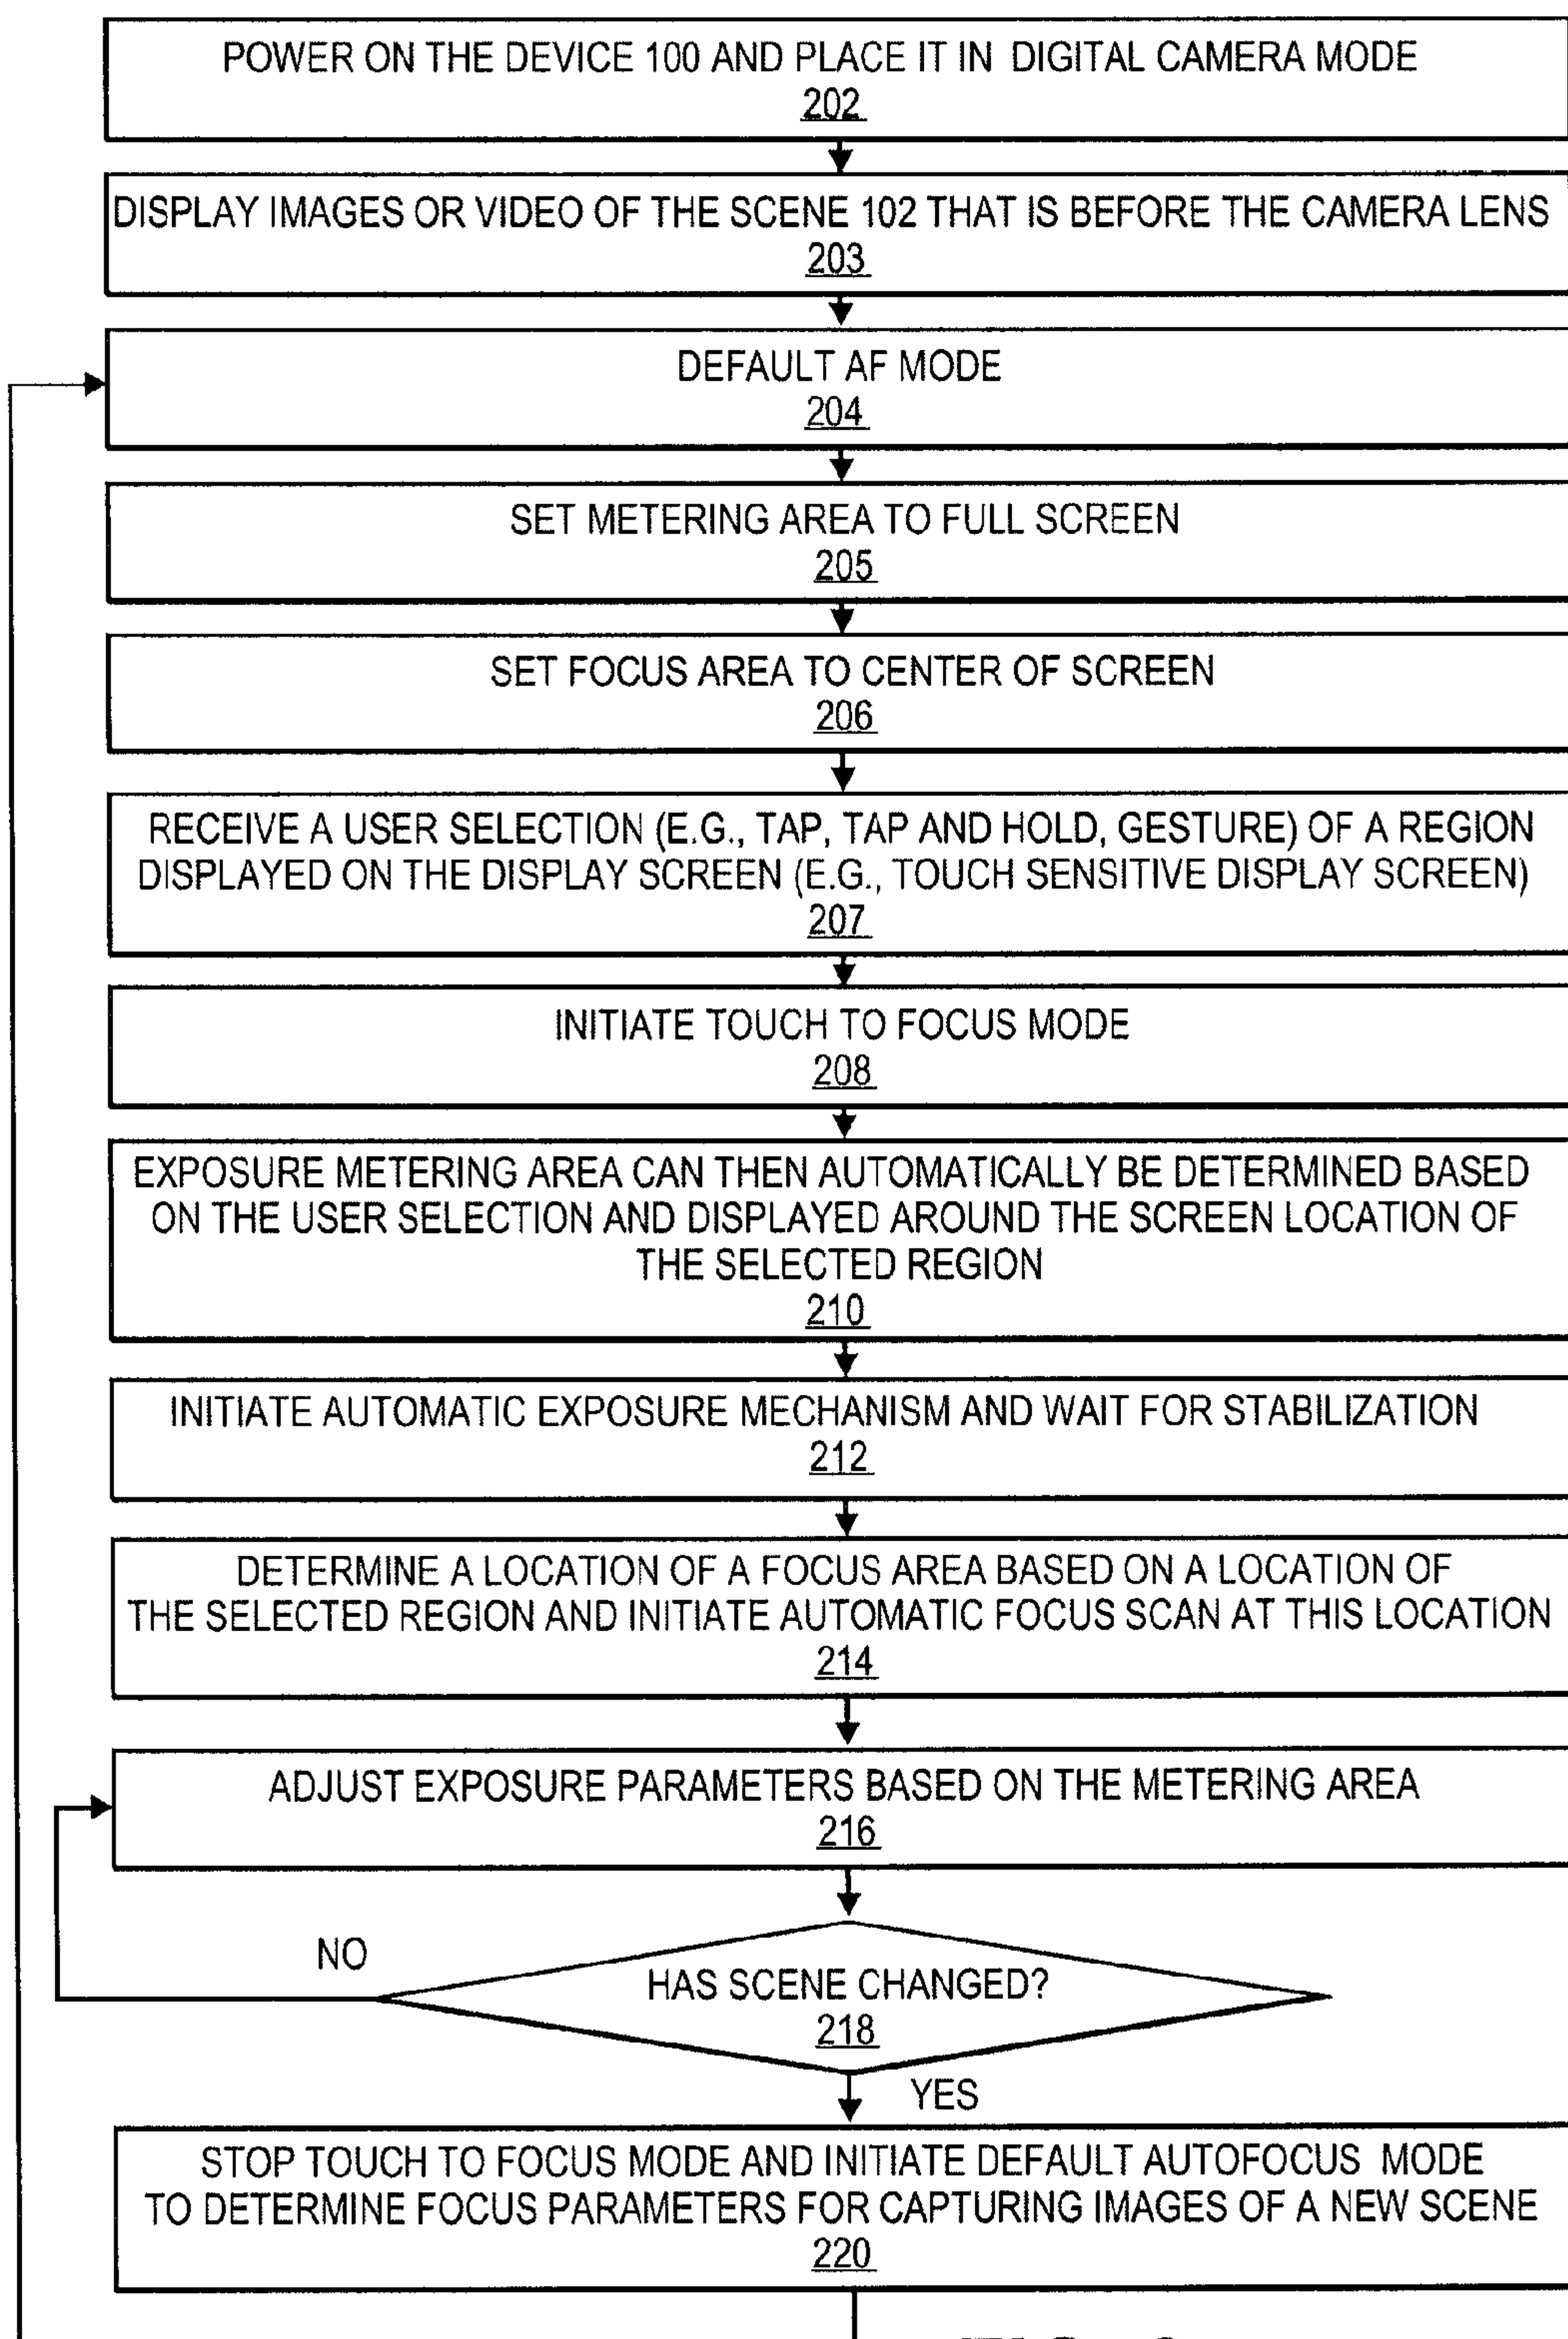 POWER ON THE DEVICE 100 AND PLACE IT IN DIGITAL CAMERA MODE
202
DISPLAY IMAGES OR VIDEO OF THE SCENE 102 THAT IS BEFORE THE CAMERA LENS
203
DEFAULT AF MODE
204
SET METERING AREA TO FULL SCREEN
205
SET FOCUS AREA TO CENTER OF SCREEN
206
RECEIVE A USER SELECTION (E.G., TAP, TAP AND HOLD, GESTURE) OF A REGION
DISPLAYED ON THE DISPLAY SCREEN (E.G., TOUCH SENSITIVE DISPLAY SCREEN)
207
INITIATE TOUCH TO FOCUS MODE
208
EXPOSURE METERING AREA CAN THEN AUTOMATICALLY BE DETERMINED BASED
ON THE USER SELECTION AND DISPLAYED AROUND THE SCREEN LOCATION OF
THE SELECTED REGION
210
INITIATE AUTOMATIC EXPOSURE MECHANISM AND WAIT FOR STABILIZATION
212
DETERMINE A LOCATION OF A FOCUS AREA BASED ON A LOCATION OF
THE SELECTED REGION AND INITIATE AUTOMATIC FOCUS SCAN AT THIS LOCATION
214
ADJUST EXPOSURE PARAMETERS BASED ON THE METERING AREA
216
NO
HAS SCENE CHANGED?
218
YES
STOP TOUCH TO FOCUS MODE AND INITIATE DEFAULT AUTOFOCUS MODE
TO DETERMINE FOCUS PARAMETERS FOR CAPTURING IMAGES OF A NEW SCENE
220